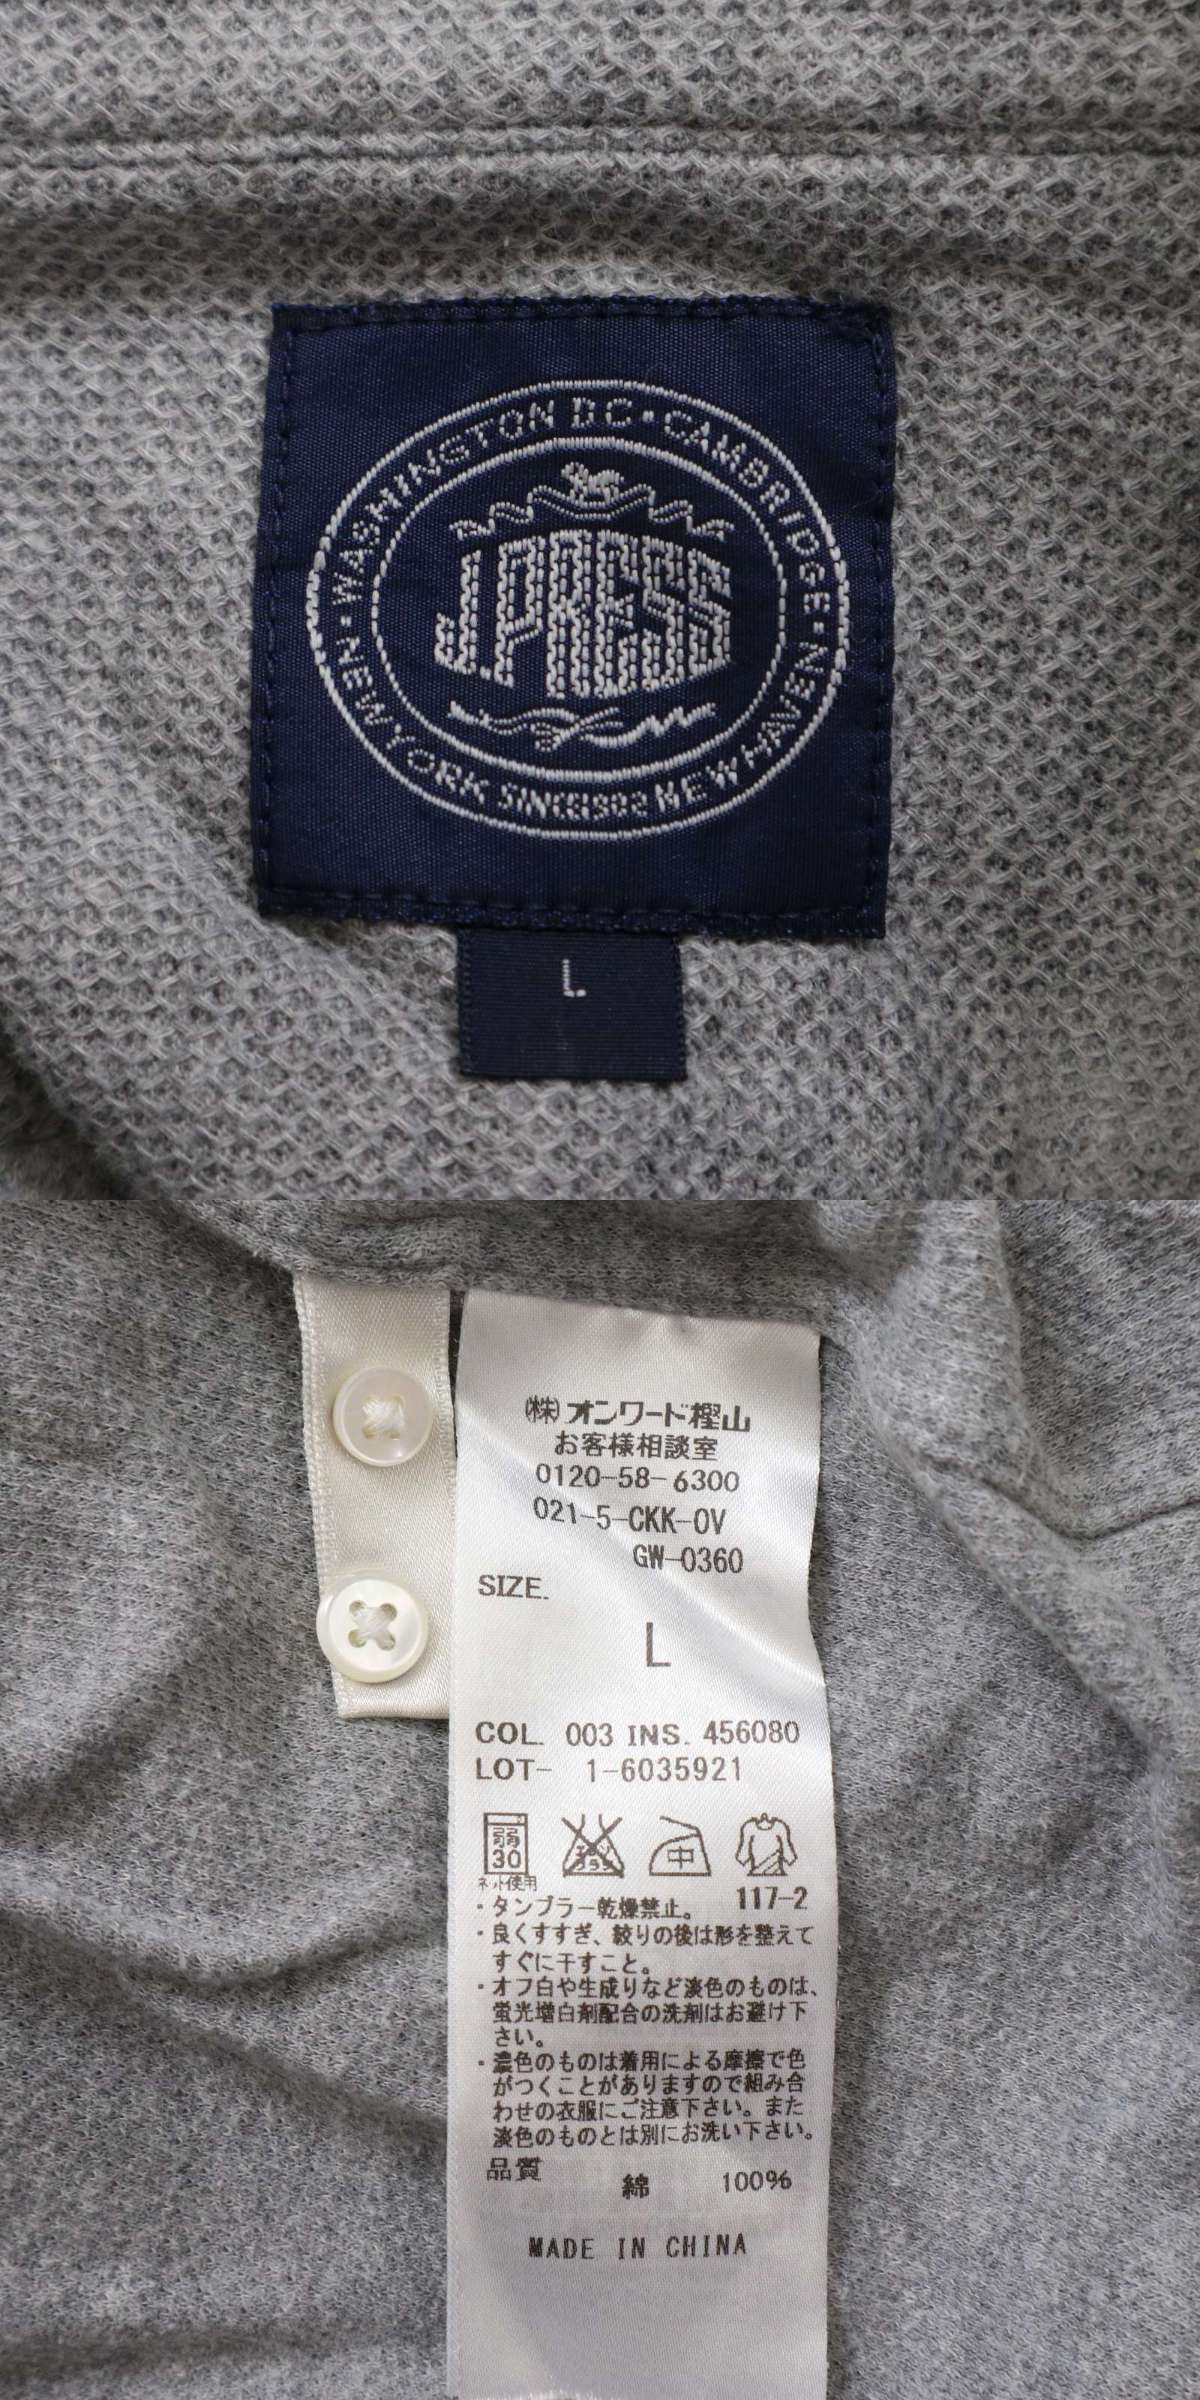 WASHINGTON D.C • CAMBRIDGE • NEW HAVEN
• NEW YORK SINCE 1902
J.PRESS
L
(株)オンワード樫山
お客様相談室
0120-58-6300
021-5-CKK-OV
GW-0360
SIZE.
L
COL. 003 INS. 456080
LOT- 1-6035921
弱
30
エンソ
サラシ
中
ネット使用
117-2
・タンブラー乾燥禁止。
・良くすすぎ、絞りの後は形を整えて
すぐに干すこと。
・オフ白や生成りなど淡色のものは、
蛍光増白剤配合の洗剤はお避け下
さい。
・濃色のものは着用による摩擦で色
がつくことがありますので組み合
わせの衣服にご注意下さい。また
淡色のものとは別にお洗い下さい。
品質
綿 100%
MADE IN CHINA